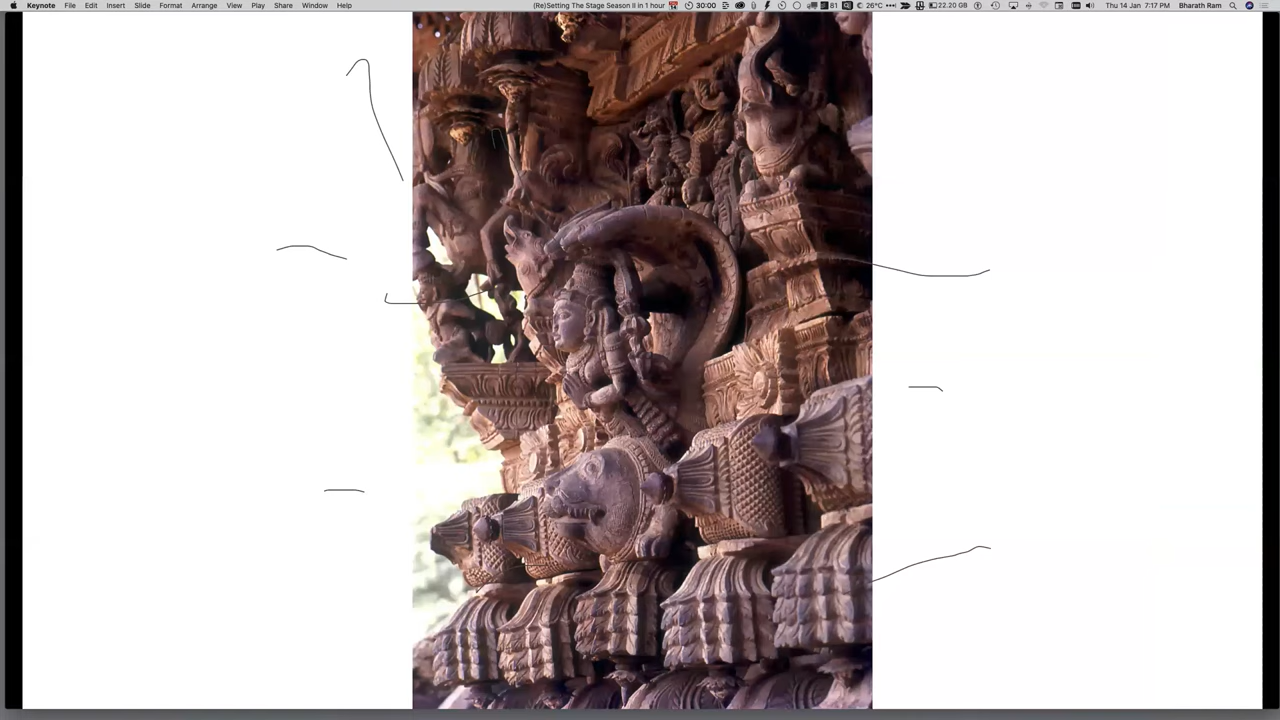 Keynote File Edit Insert Slide Format Arrange View Play Share Window Help (Re)Setting The Stage Season II in 1 hour 30:00 81 26°C 22.20 GB Thu 14 Jan 7:17 PM Bharath Ram